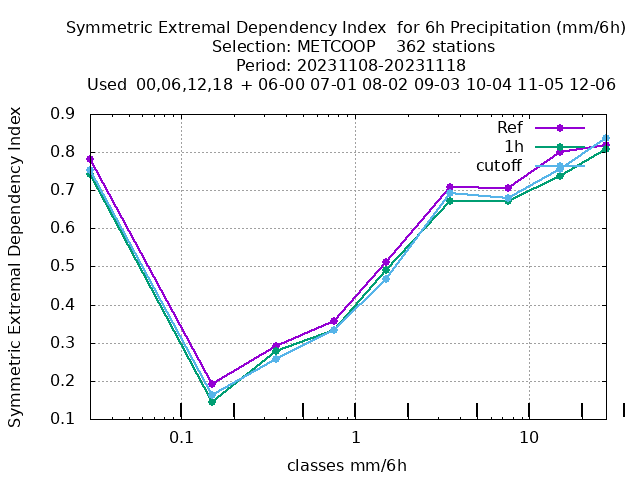 Symmetric Extremal Dependency Index  for 6h Precipitation (mm/6h)
Selection: METCOOP    362 stations
Period: 20231108-20231118
Used  00,06,12,18  + 06-00 07-01 08-02 09-03 10-04 11-05 12-06
Symmetric Extremal Dependency Index
0.9
0.8
0.7
0.6
0.5
0.4
0.3
0.2
0.1
Ref
1h
cutoff
0.1 1 10
classes mm/6h